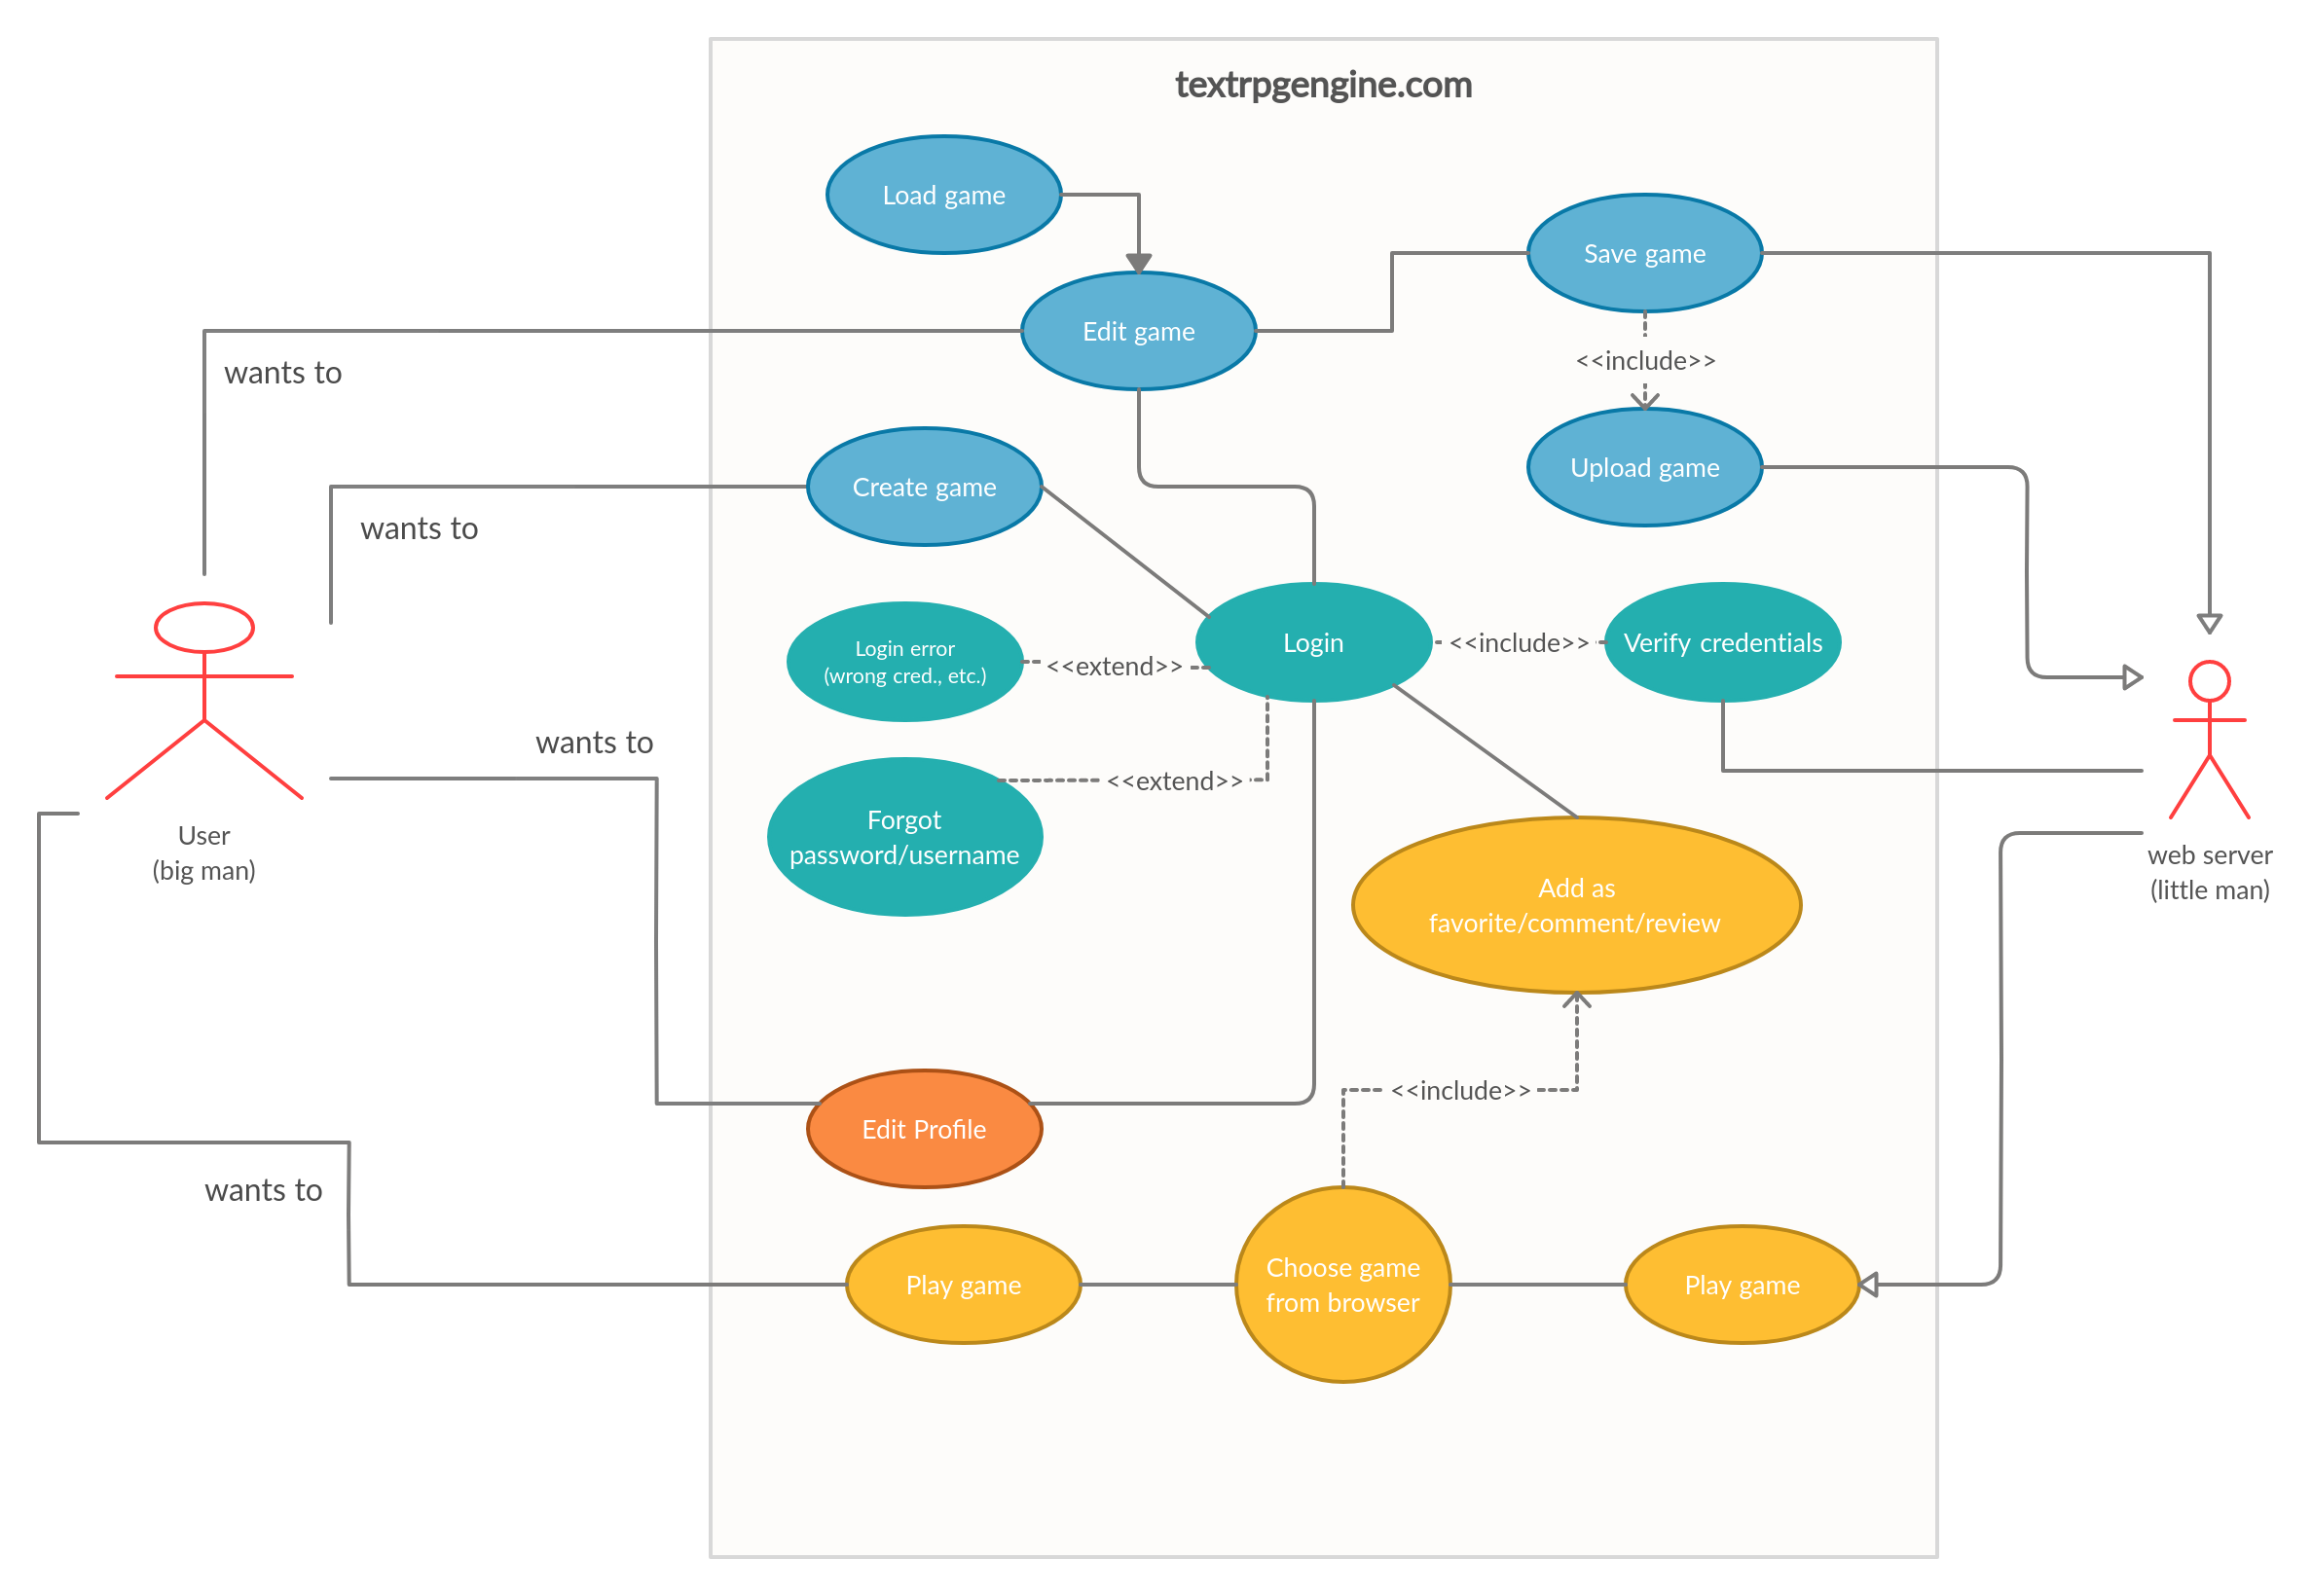 textrpgengine.com
Load game
Save game
Edit game
wants to
<<include>>
Upload game
Create game
wants to
Login error
(wrong cred., etc.)
<<extend>>
Login
<<include>>
Verify credentials
wants to
<<extend>>
Forgot
password/username
User
(big man)
web server
(little man)
Add as
favorite/comment/review
<<include>>
Edit Profile
wants to
Play game
Choose game
from browser
Play game